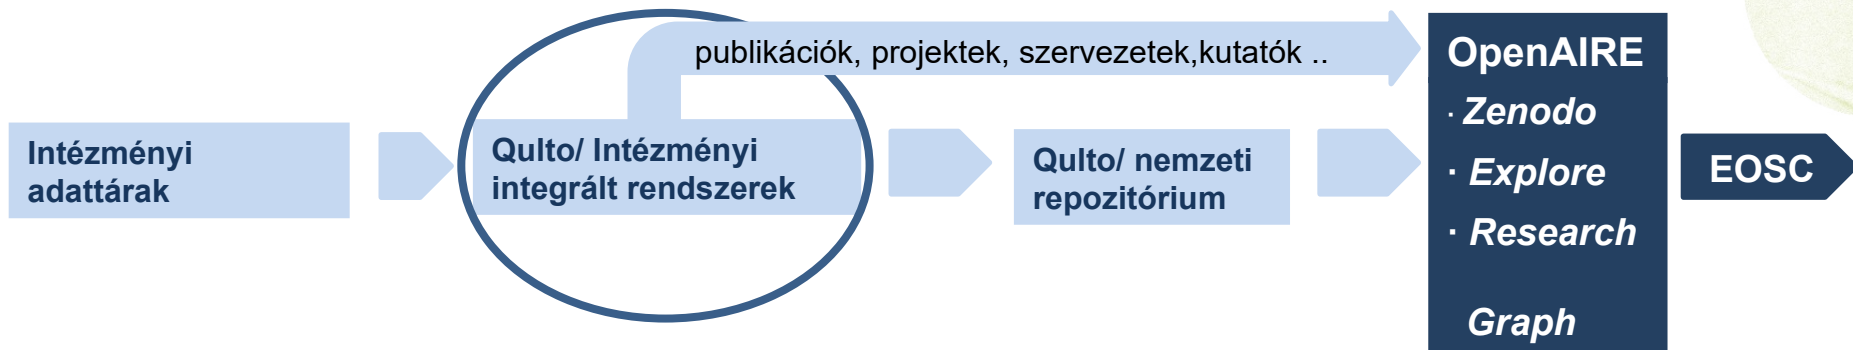 publikációk, projektek, szervezetek,kutatók ..
Intézményi
adattárak
Qulto/ Intézményi
integrált rendszerek
Qulto/ nemzeti
repozitórium
OpenAIRE
· Zenodo
· Explore
· Research
Graph
EOSC